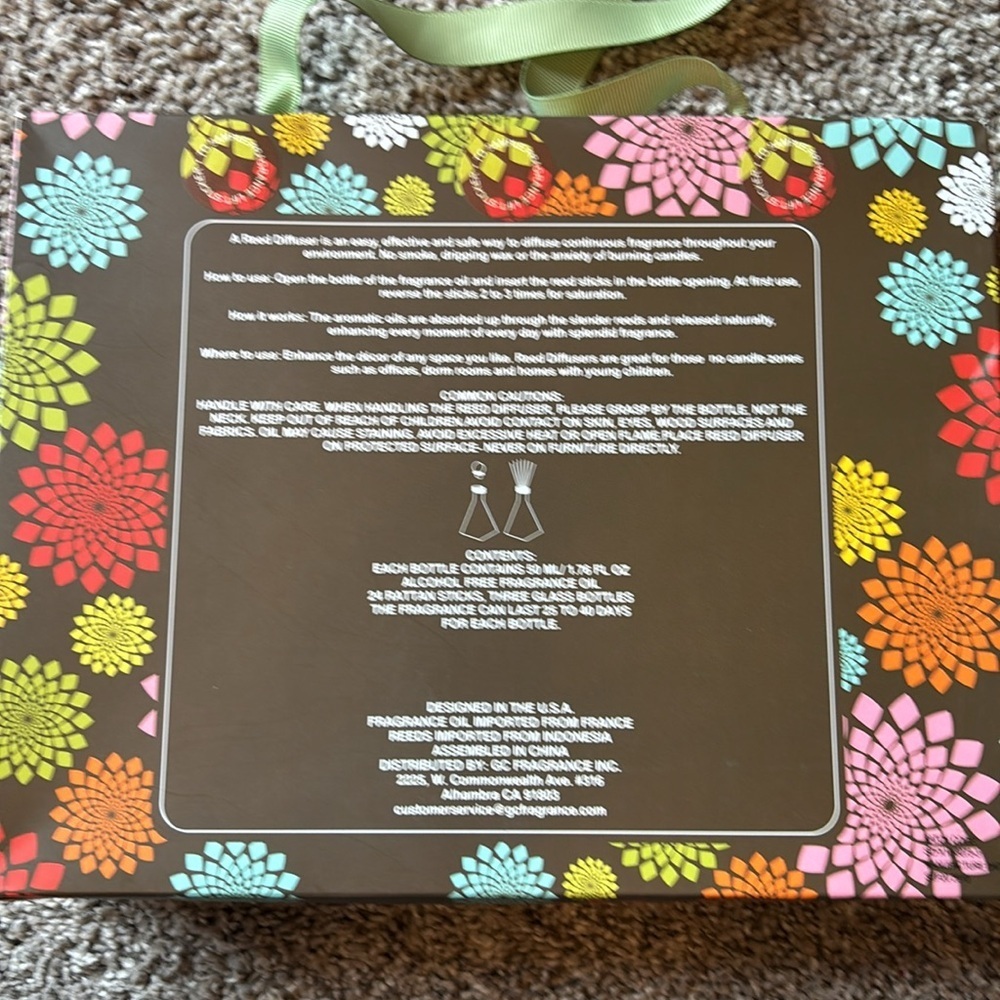 A Reed Diffuser is an easy, effective and safe way to diffuse continuous fragrance throughout your
environment. No smoke, dripping wax or the anxiety of burning candles.
How to use: Open the bottle of the fragrance oil and insert the reed sticks in the bottle opening. At first use,
reverse the sticks 2 to 3 times for saturation.
How it works: The aromatic oils are absorbed up through the slender reeds and released naturally,
enhancing every moment of every day with splendid fragrance.
Where to use: Enhance the décor of any space you like. Reed Diffusers are great for those no candle zones
such as offices, dorm rooms and homes with young children.
COMMON CAUTIONS:
HANDLE WITH CARE. WHEN HANDLING THE REED DIFFUSER, PLEASE GRASP BY THE BOTTLE, NOT THE
NECK. KEEP OUT OF REACH OF CHILDREN.AVOID CONTACT ON SKIN, EYES, WOOD SURFACES AND
FABRICS. OIL MAY CAUSE STAINING. AVOID EXCESSIVE HEAT OR OPEN FLAME.PLACE REED DIFFUSER
ON PROTECTED SURFACE- NEVER ON FURNITURE DIRECTLY.
CONTENTS:
EACH BOTTLE CONTAINS 50 ML/ 1.76 FL OZ
ALCOHOL FREE FRAGRANCE OIL
24 RATTAN STICKS, THREE GLASS BOTTLES
THE FRAGRANCE CAN LAST 25 TO 40 DAYS
FOR EACH BOTTLE.
DESIGNED IN THE U.S.A.
FRAGRANCE OIL IMPORTED FROM FRANCE
REEDS IMPORTED FROM INDONESIA
ASSEMBLED IN CHINA
DISTRIBUTED BY: GC FRAGRANCE INC.
2225, W. Commonwealth Ave. #316
Alhambra CA 91803
customerservice@gcfragrance.com